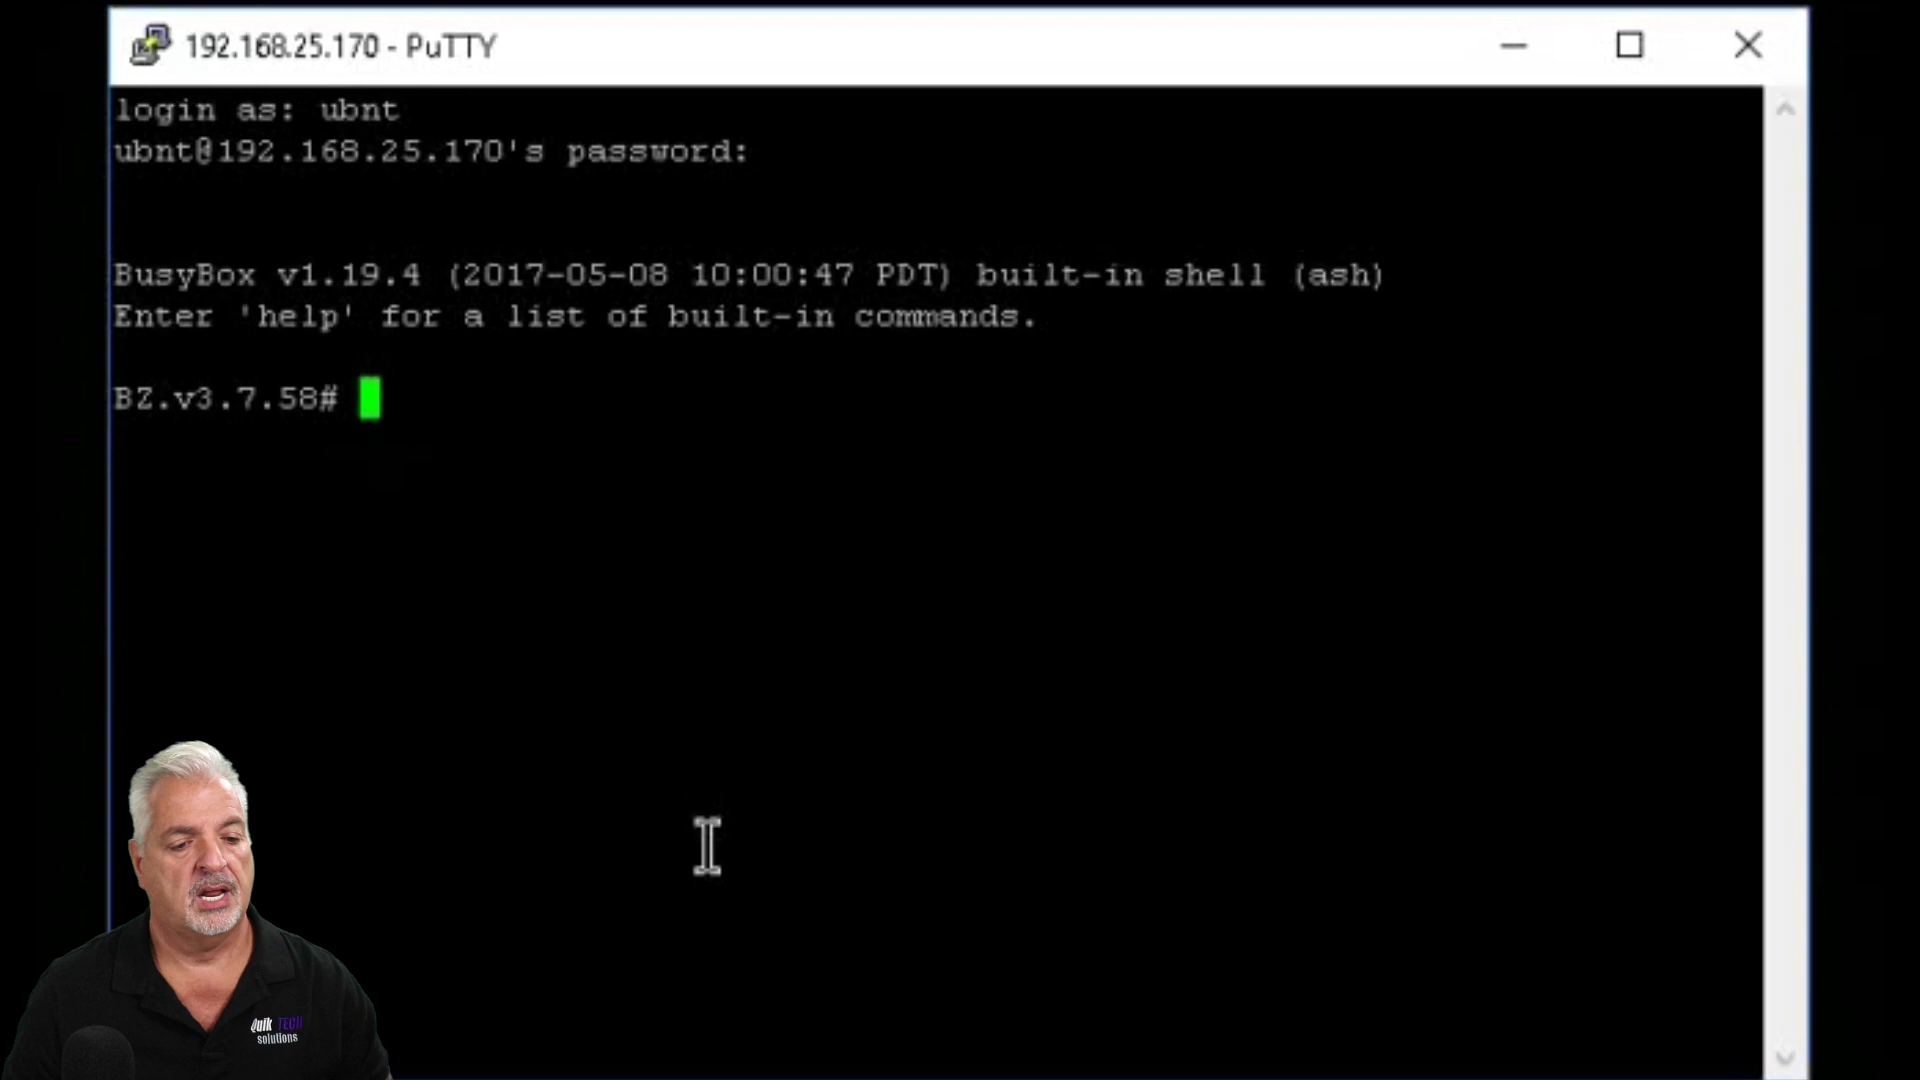 192.168.25.170 - PuTTY
login as: ubnt
ubnt@192.168.25.170's password:
BusyBox v1.19.4 (2017-05-08 10:00:47 PDT) built-in shell (ash)
Enter 'help' for a list of built-in commands.
BZ.v3.7.58#
Quik TECH
solutions